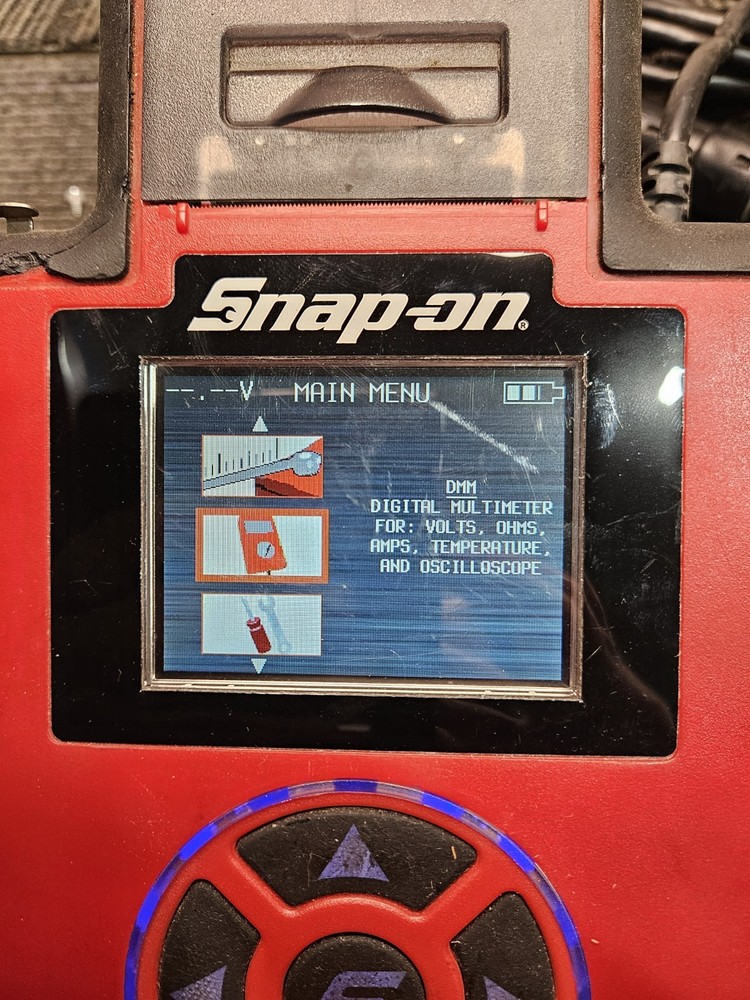 Snap-on®
--.--V MAIN MENU
DMM
DIGITAL MULTIMETER
FOR: VOLTS, OHMS,
AMPS, TEMPERATURE,
AND OSCILLOSCOPE